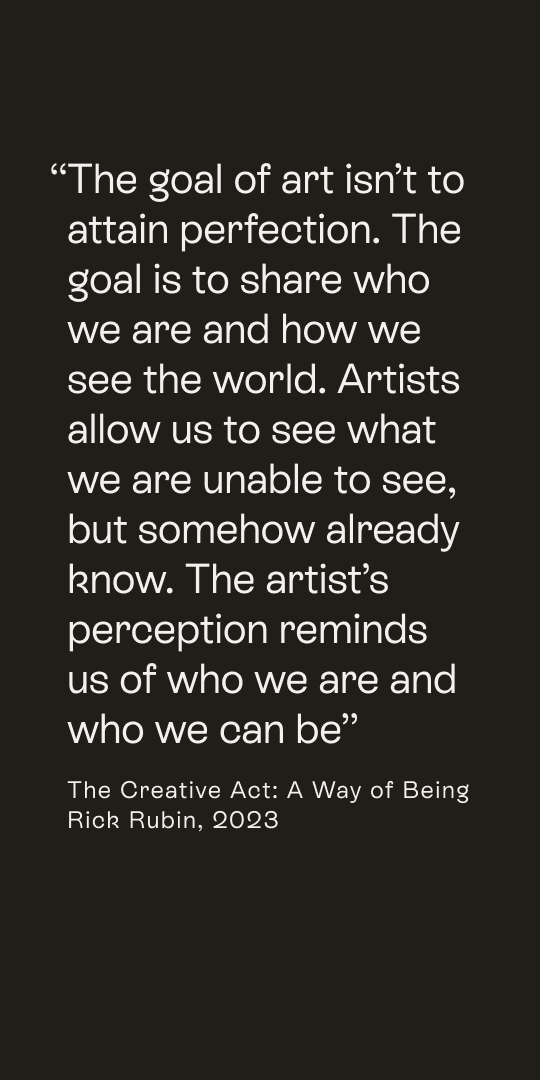 “The goal of art isn’t to
attain perfection. The
goal is to share who
we are and how we
see the world. Artists
allow us to see what
we are unable to see,
but somehow already
know. The artist’s
perception reminds
us of who we are and
who we can be”
The Creative Act: A Way of Being
Rick Rubin, 2023